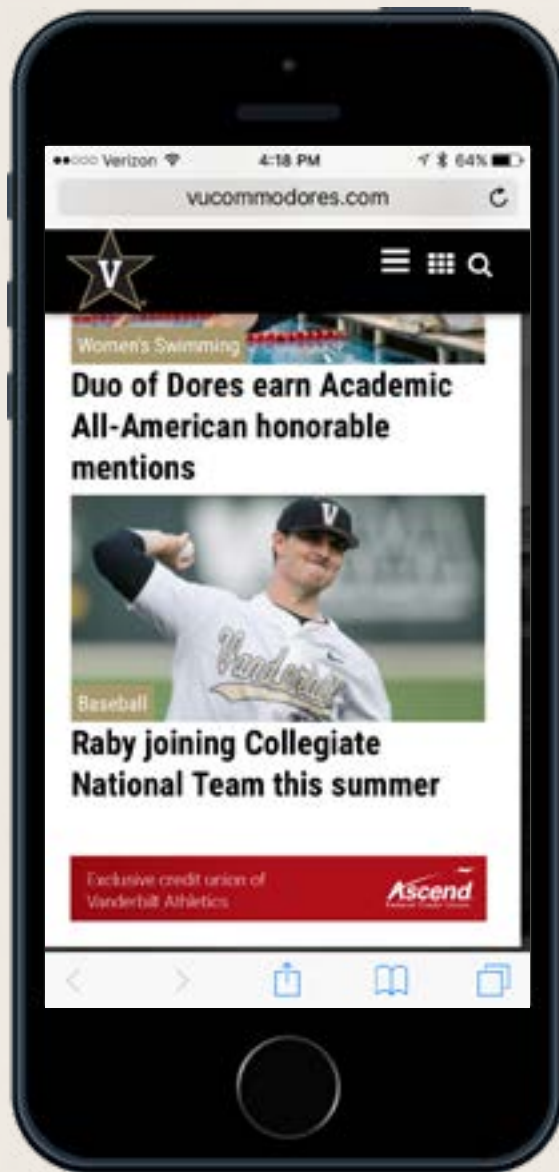 Verizon 4:18 PM 64%
vucommodores.com
V
Women's Swimming
Duo of Dores earn Academic
All-American honorable
mentions
V
Vanderbilt
Baseball
Raby joining Collegiate
National Team this summer
Exclusive credit union of
Vanderbilt Athletics
Ascend